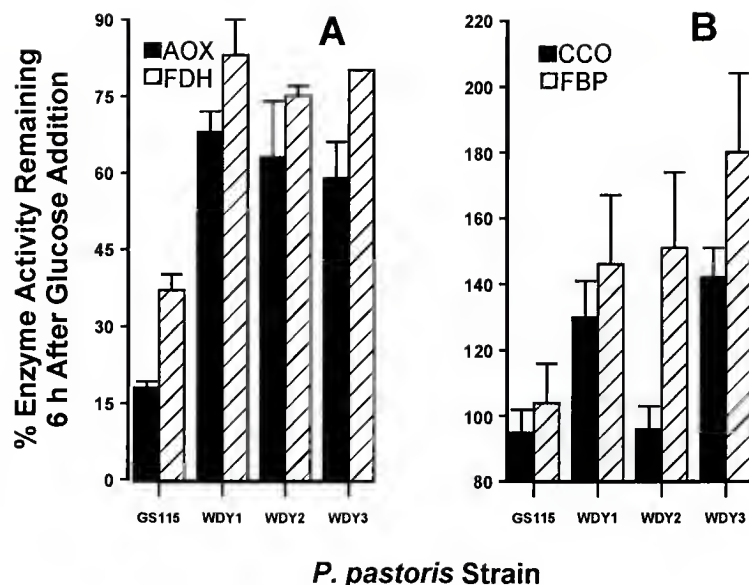 % Enzyme Activity Remaining
6 h After Glucose Addition
A
AOX
FDH
90
75
60
45
30
15
0
GS115 WDY1 WDY2 WDY3
B
CCO
FBP
220
200
180
160
140
120
100
80
GS115 WDY1 WDY2 WDY3
P. pastoris Strain